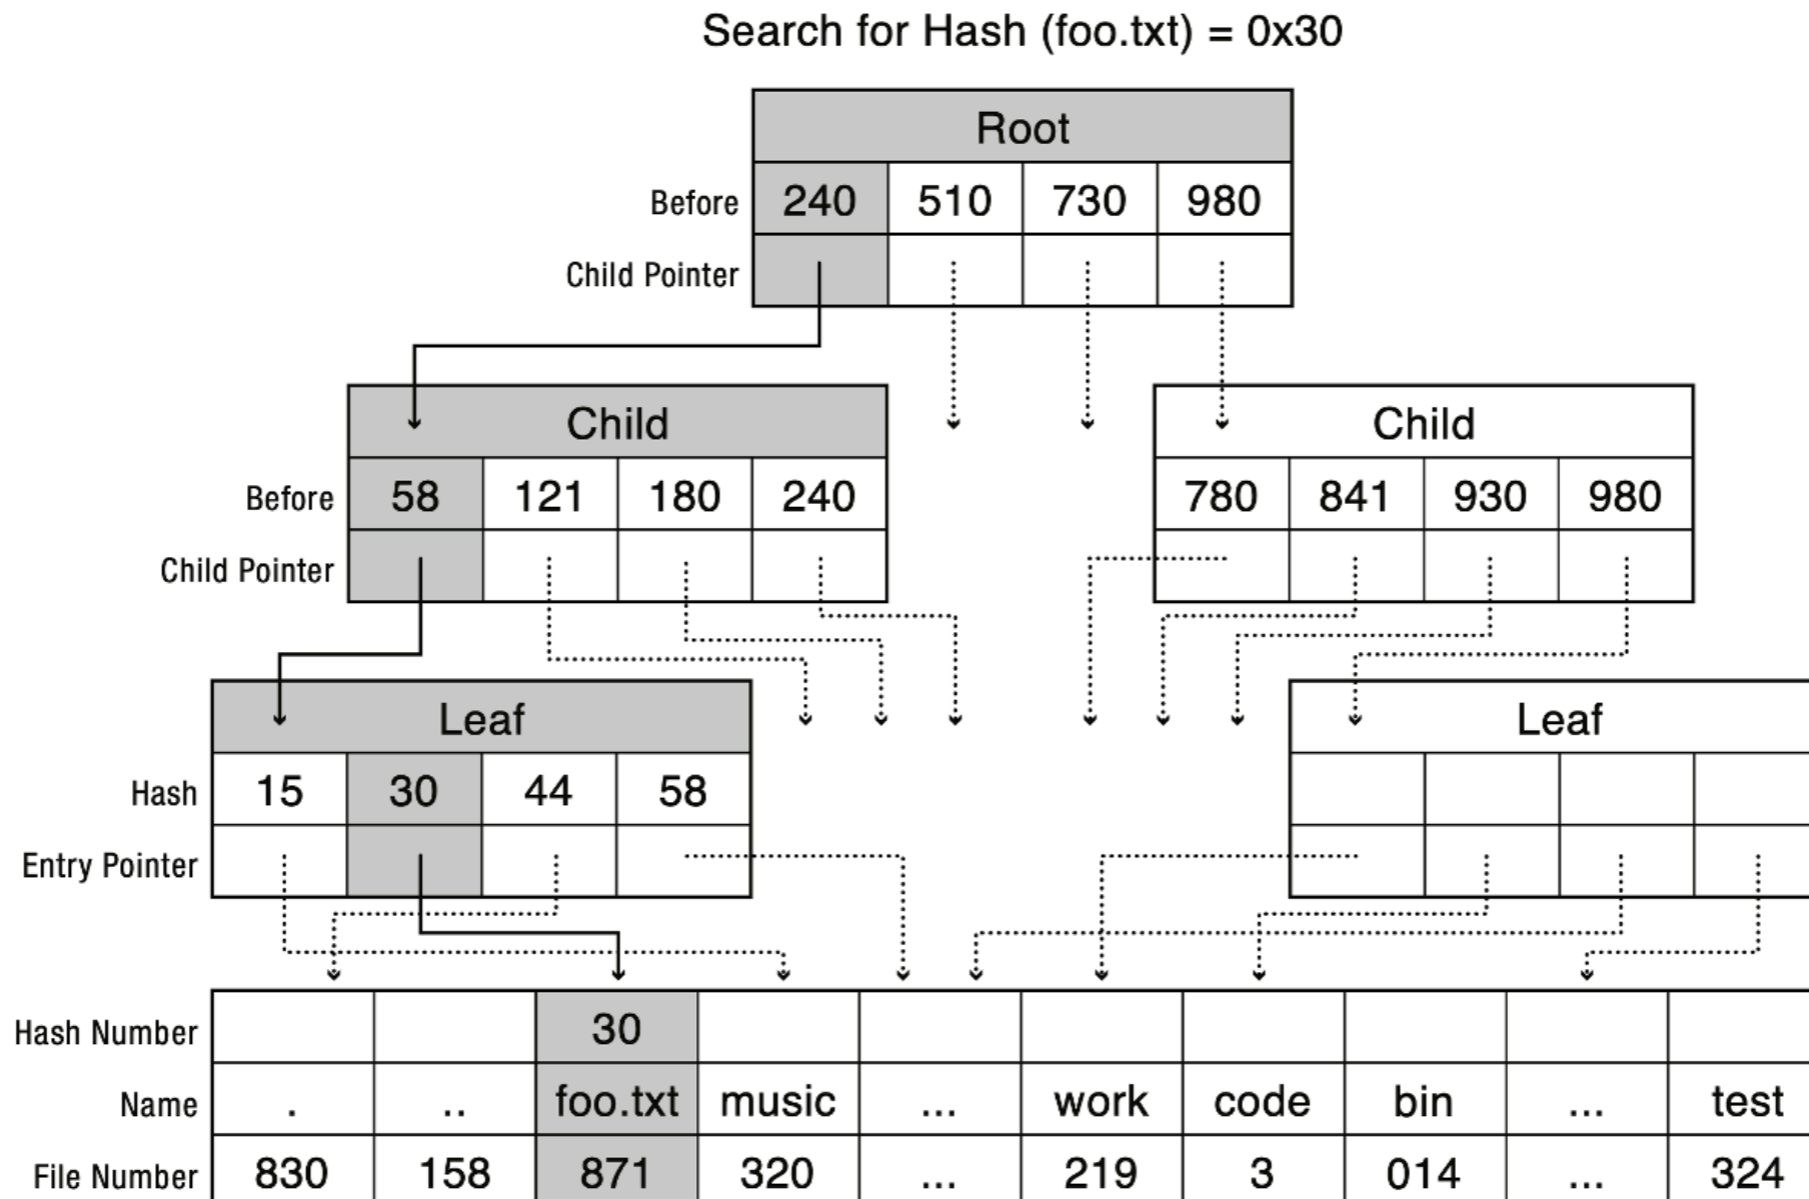 Search for Hash (foo.txt) = 0x30
Root
Before 240 510 730 980
Child Pointer
Child Child
Before 58 121 180 240 780 841 930 980
Child Pointer
Leaf Leaf
Hash 15 30 44 58
Entry Pointer
Hash Number 30
Name . .. foo.txt music ... work code bin ... test
File Number 830 158 871 320 ... 219 3 014 ... 324